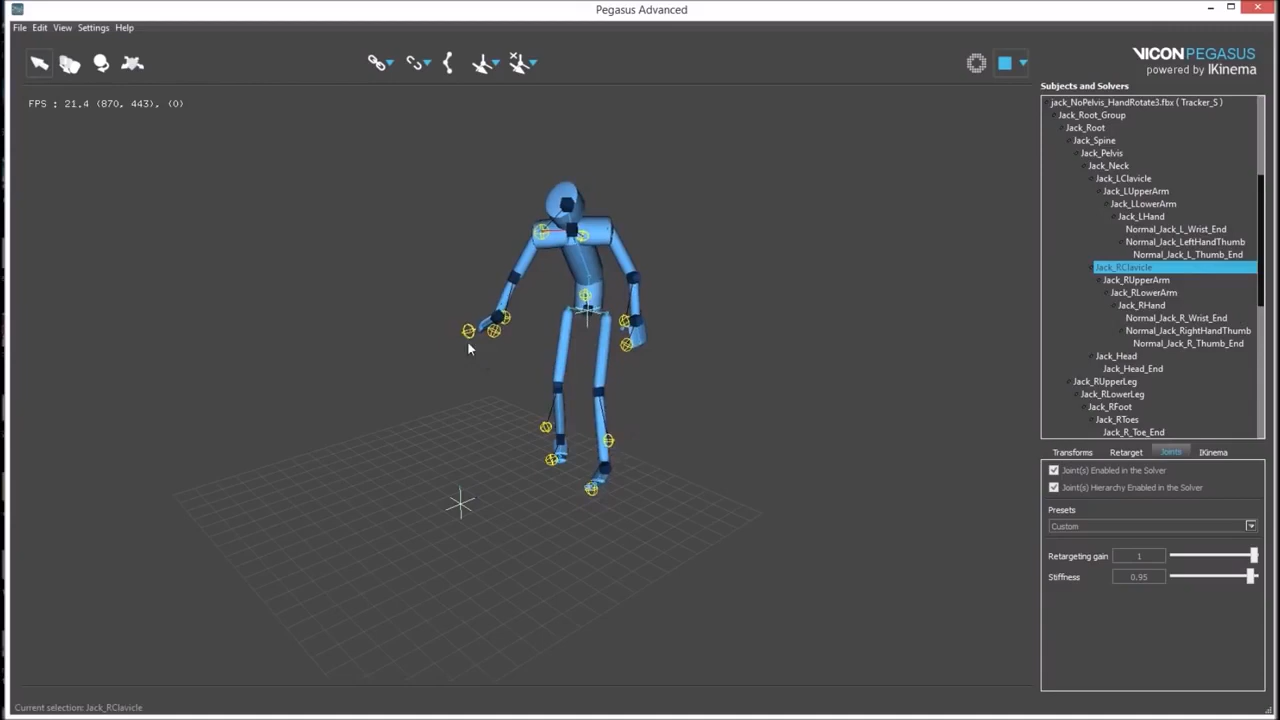 Pegasus Advanced
File Edit View Settings Help
VICON PEGASUS
powered by IKinema
FPS : 21.4 (870, 443), (0)
Subjects and Solvers
jack_NoPelvis_HandRotate3.fbx ( Tracker_S )
Jack_Root_Group
Jack_Root
Jack_Spine
Jack_Pelvis
Jack_Neck
Jack_LClavicle
Jack_LUpperArm
Jack_LLowerArm
Jack_LHand
Normal_Jack_L_Wrist_End
Normal_Jack_LeftHandThumb
Normal_Jack_L_Thumb_End
Jack_RClavicle
Jack_RUpperArm
Jack_RLowerArm
Jack_RHand
Normal_Jack_R_Wrist_End
Normal_Jack_RightHandThumb
Normal_Jack_R_Thumb_End
Jack_Head
Jack_Head_End
Jack_RUpperLeg
Jack_RLowerLeg
Jack_RFoot
Jack_RToes
Jack_R_Toe_End
Transforms Retarget Joints IKinema
Joint(s) Enabled in the Solver
Joint(s) Hierarchy Enabled in the Solver
Presets
Custom
Retargeting gain 1
Stiffness 0.95
Current selection: Jack_RClavicle